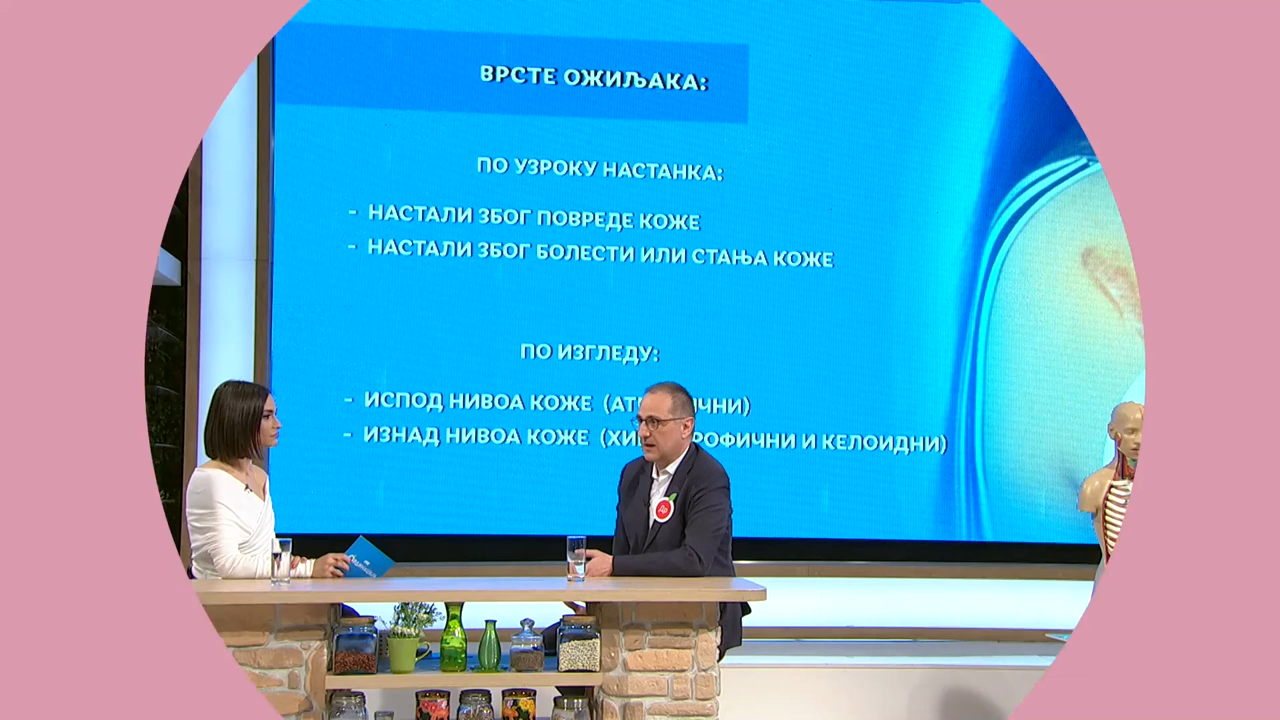 ВРСТЕ ОЖИЉАКА:
ПО УЗРОКУ НАСТАНКА:
- НАСТАЛИ ЗБОГ ПОВРЕДЕ КОЖЕ
- НАСТАЛИ ЗБОГ БОЛЕСТИ ИЛИ СТАЊА КОЖЕ
ПО ИЗГЛЕДУ:
- ИСПОД НИВОА КОЖЕ
- ИЗНАД НИВОА КОЖЕ И КЕЛОИДНИ)
др